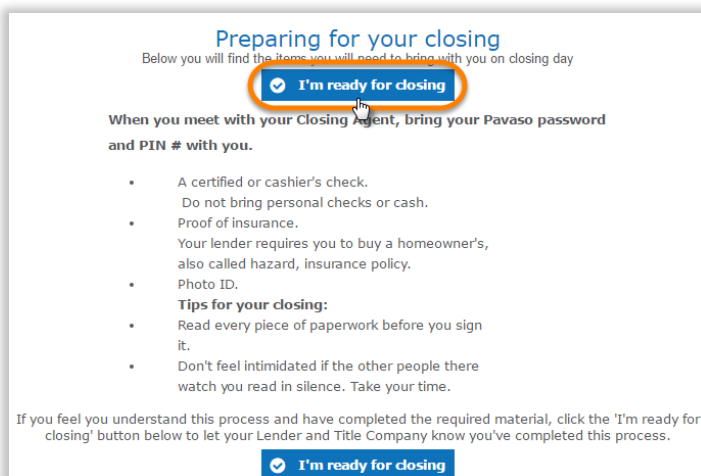 Preparing for your closing
Below you will find the items you will need to bring with you on closing day
I'm ready for closing
When you meet with your Closing Agent, bring your Pavaso password
and PIN # with you.
• A certified or cashier's check.
Do not bring personal checks or cash.
• Proof of insurance.
Your lender requires you to buy a homeowner's,
also called hazard, insurance policy.
• Photo ID.
Tips for your closing:
• Read every piece of paperwork before you sign
it.
• Don't feel intimidated if the other people there
watch you read in silence. Take your time.
If you feel you understand this process and have completed the required material, click the 'I'm ready for
closing' button below to let your Lender and Title Company know you've completed this process.
I'm ready for closing